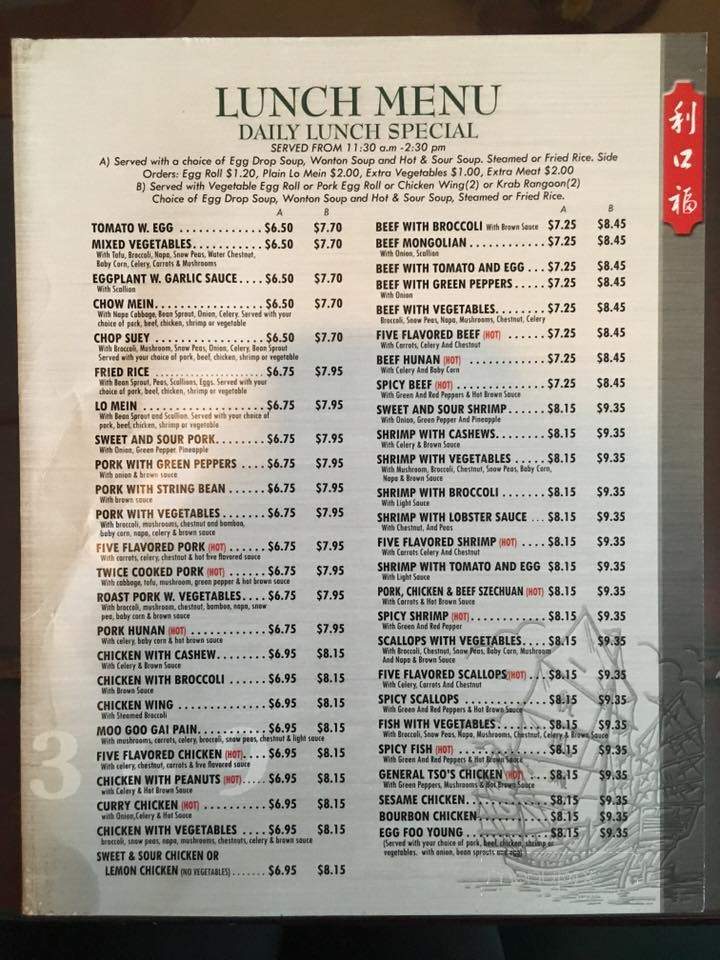 LUNCH MENU
DAILY LUNCH SPECIAL
SERVED FROM 11:30 a.m -2:30 pm
A) Served with a choice of Egg Drop Soup, Wonton Soup and Hot & Sour Soup. Steamed or Fried Rice. Side
Orders: Egg Roll $1.20, Plain Lo Mein $2.00, Extra Vegetables $1.00, Extra Meat $2.00
B) Served with Vegetable Egg Roll or Pork Egg Roll or Chicken Wing(2) or Krab Rangoon(2)
Choice of Egg Drop Soup, Wonton Soup and Hot & Sour Soup, Steamed or Fried Rice.
利口福
A B
TOMATO W. EGG . . . . . . . . . . . . . $6.50 $7.70
MIXED VEGETABLES. . . . . . . . . . . $6.50 $7.70
With Tofu, Broccoli, Napa, Snow Peas, Water Chestnut,
Baby Corn, Celery, Carrots & Mushrooms
EGGPLANT W. GARLIC SAUCE. . . . $6.50 $7.70
With Scallion
CHOW MEIN. . . . . . . . . . . . . . . . . $6.50 $7.70
With Napa Cabbage, Bean Sprout, Onion, Celery. Served with your
choice of pork, beef, chicken, shrimp or vegetable
CHOP SUEY . . . . . . . . . . . . . . . . . $6.50 $7.70
With Broccoli, Mushroom, Snow Peas, Onion, Celery, Bean Sprout
Served with your choice of pork, beef, chicken, shrimp or vegetable
FRIED RICE . . . . . . . . . . . . . . . . . $6.75 $7.95
With Bean Sprout, Peas, Scallions, Eggs. Served with your
choice of pork, beef, chicken, shrimp or vegetable
LO MEIN . . . . . . . . . . . . . . . . . . . $6.75 $7.95
With Bean Sprout and Scallion. Served with your choice of
pork, beef, chicken, shrimp or vegetable
SWEET AND SOUR PORK. . . . . . . . $6.75 $7.95
With Onion, Green Pepper. Pineapple
PORK WITH GREEN PEPPERS . . . . $6.75 $7.95
With onion & brown sauce
PORK WITH STRING BEAN . . . . . . $6.75 $7.95
With brown sauce
PORK WITH VEGETABLES . . . . . . . $6.75 $7.95
With broccoli, mushrooms, chestnut and bamboo,
baby corn, napa, celery & brown sauce
FIVE FLAVORED PORK (HOT) . . . . . . $6.75 $7.95
With carrots, celery, chestnut & hot five flavored sauce
TWICE COOKED PORK (HOT) . . . . . . $6.75 $7.95
With cabbage, tofu, mushroom, green pepper & hot brown sauce
ROAST PORK W. VEGETABLES. . . . $6.75 $7.95
With broccoli, mushroom, chestnut, bamboo, napa, snow
pea, baby corn & brown sauce
PORK HUNAN (HOT) . . . . . . . . . . . . $6.75 $7.95
With celery, baby corn & hot brown sauce
CHICKEN WITH CASHEW. . . . . . . . $6.95 $8.15
With Celery & Brown Sauce
CHICKEN WITH BROCCOLI . . . . . . $6.95 $8.15
With Brown Sauce
CHICKEN WING . . . . . . . . . . . . . . $6.95 $8.15
With Steamed Broccoli
MOO GOO GAI PAIN. . . . . . . . . . . $6.95 $8.15
With mushrooms, carrots, celery, broccoli, snow peas, chestnut & light sauce
FIVE FLAVORED CHICKEN (HOT). . . . $6.95 $8.15
With celery, chestnut, carrots & five flavored sauce
CHICKEN WITH PEANUTS (HOT). . . . . $6.95 $8.15
with Celery & Hot Brown Sauce
CURRY CHICKEN (HOT) . . . . . . . . . . $6.95 $8.15
with Onion,Celery & Hot Sauce
CHICKEN WITH VEGETABLES . . . . $6.95 $8.15
broccoli, snow peas, napa, mushrooms, chestnuts, celery & brown sauce
SWEET & SOUR CHICKEN OR
LEMON CHICKEN (NO VEGETABLES) . . . . . . . $6.95 $8.15
A B
BEEF WITH BROCCOLI With Brown Sauce $7.25 $8.45
BEEF MONGOLIAN . . . . . . . . . . . . $7.25 $8.45
With Onion, Scallion
BEEF WITH TOMATO AND EGG . . . $7.25 $8.45
BEEF WITH GREEN PEPPERS . . . . . $7.25 $8.45
With Onion
BEEF WITH VEGETABLES. . . . . . . . $7.25 $8.45
Broccoli, Snow Peas, Napa, Mushrooms, Chestnut, Celery
FIVE FLAVORED BEEF (HOT) . . . . . . . $7.25 $8.45
With Carrots, Celery And Chestnut
BEEF HUNAN (HOT) . . . . . . . . . . . . $7.25 $8.45
With Celery And Baby Corn
SPICY BEEF (HOT) . . . . . . . . . . . . . $7.25 $8.45
With Green And Red Peppers & Hot Brown Sauce
SWEET AND SOUR SHRIMP. . . . . . $8.15 $9.35
With Onion, Green Pepper And Pineapple
SHRIMP WITH CASHEWS. . . . . . . . $8.15 $9.35
With Celery & Brown Sauce
SHRIMP WITH VEGETABLES . . . . . $8.15 $9.35
With Mushroom, Broccoli, Chestnut, Snow Peas, Baby Corn,
Napa & Brown Sauce
SHRIMP WITH BROCCOLI . . . . . . . $8.15 $9.35
With Light Sauce
SHRIMP WITH LOBSTER SAUCE . . . $8.15 $9.35
With Chestnut, And Peas
FIVE FLAVORED SHRIMP (HOT) . . . . $8.15 $9.35
With Carrots Celery And Chestnut
SHRIMP WITH TOMATO AND EGG $8.15 $9.35
With Light Sauce
PORK, CHICKEN & BEEF SZECHUAN (HOT) $8.15 $9.35
With Carrots & Hot Brown Sauce
SPICY SHRIMP (HOT). . . . . . . . . . . . $8.15 $9.35
With Green And Red Pepper
SCALLOPS WITH VEGETABLES. . . . $8.15 $9.35
With Broccoli, Chestnut, Snow Peas, Baby Corn, Mushroom
And Napa & Brown Sauce
FIVE FLAVORED SCALLOPS(HOT) . . . $8.15 $9.35
With Celery, Carrots And Chestnut
SPICY SCALLOPS . . . . . . . . . . . . . $8.15 $9.35
With Green And Red Peppers & Hot Brown Sauce
FISH WITH VEGETABLES. . . . . . . . $8.15 $9.35
With Broccoli, Snow Peas, Napa, Mushrooms, Chestnut, Celery & Brown Sauce
SPICY FISH (HOT) . . . . . . . . . . . . . $8.15 $9.35
With Green And Red Peppers & Hot Brown Sauce
GENERAL TSO'S CHICKEN (HOT) . . . . $8.15 $9.35
With Green Peppers, Mushrooms & Hot Brown Sauce
SESAME CHICKEN. . . . . . . . . . . . . $8.15 $9.35
BOURBON CHICKEN. . . . . . . . . . . $8.15 $9.35
EGG FOO YOUNG . . . . . . . . . . . . $8.15 $9.35
(Served with your choice of pork, beef, chicken, shrimp or
vegetables. with onion, bean sprouts and egg)
3